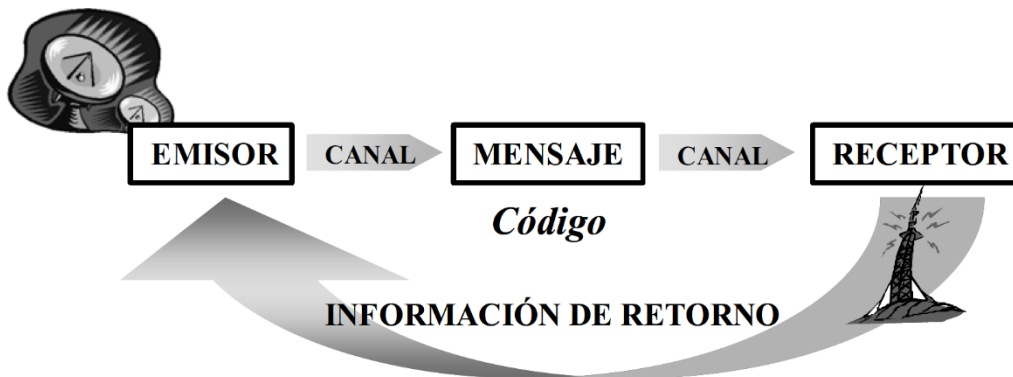 EMISOR CANAL MENSAJE CANAL RECEPTOR
Código
INFORMACIÓN DE RETORNO